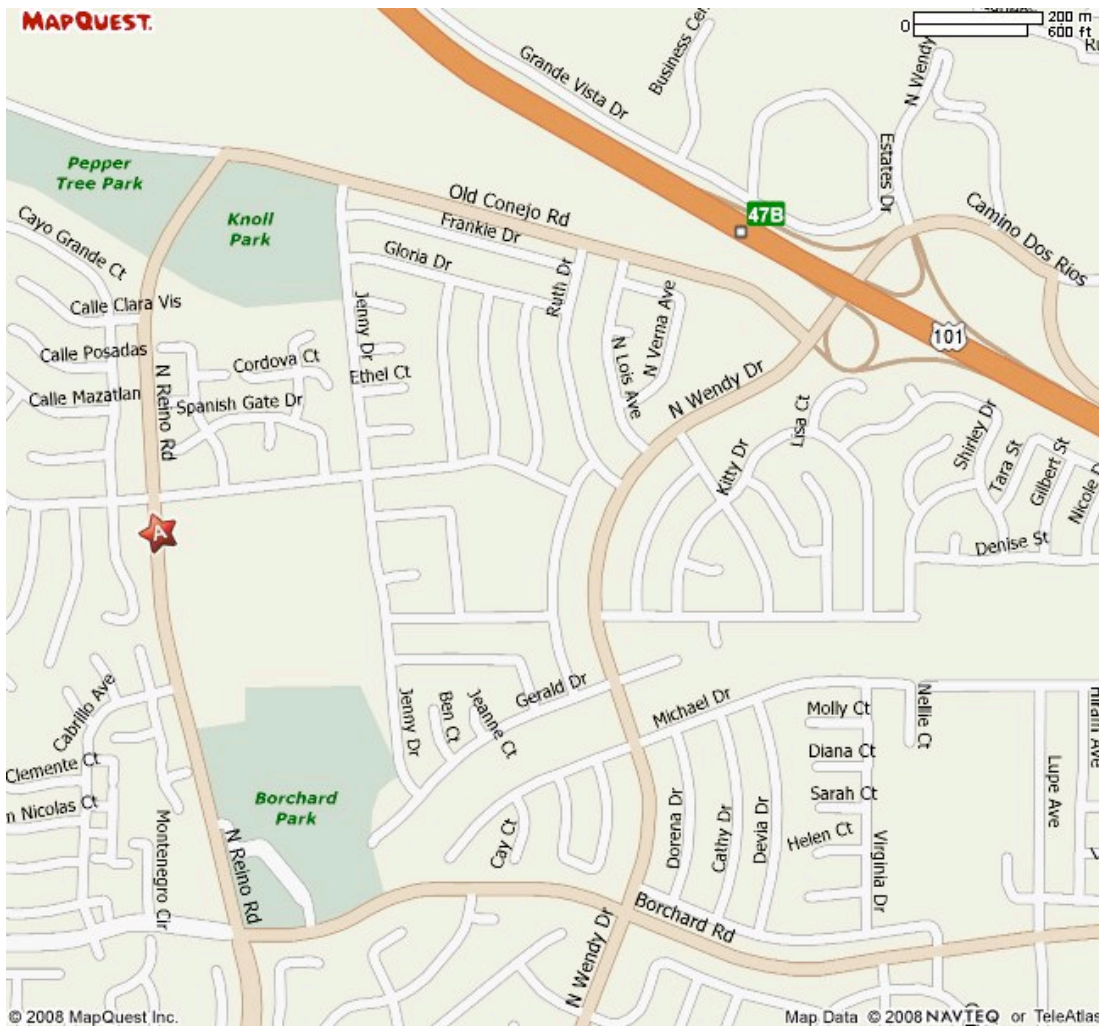 MAPQUEST.
0 200 m
600 ft
Grande Vista Dr
Business Cen
N Wendy
Estates Dr
Camino Dos Rios
47B
101
Pepper
Tree Park
Knoll
Park
Old Conejo Rd
Frankie Dr
Gloria Dr
Cayo Grande Ct
Calle Clara Vis
Calle Posadas
Calle Mazatlan
N Reino Rd
Cordova Ct
Spanish Gate Dr
Jenny Dr
Ethel Ct
Ruth Dr
N Lois Ave
N Verna Ave
N Wendy Dr
Lisa Ct
Kitty Dr
Shirley Dr
Tara St
Gilbert St
Nicole D
Denise St
A
Cabrillo Ave
Clemente Ct
n Nicolas Ct
Montenegro Cir
N Reino Rd
Borchard
Park
Jenny Dr
Ben Ct
Jeanne Ct
Gerald Dr
Michael Dr
Cay Ct
Dorena Dr
Cathy Dr
Devia Dr
Molly Ct
Diana Ct
Sarah Ct
Helen Ct
Virginia Dr
Nellie Ct
Lupe Ave
Hiram Ave
Borchard Rd
N Wendy Dr
© 2008 MapQuest Inc.
Map Data © 2008 NAVTEQ or TeleAtlas